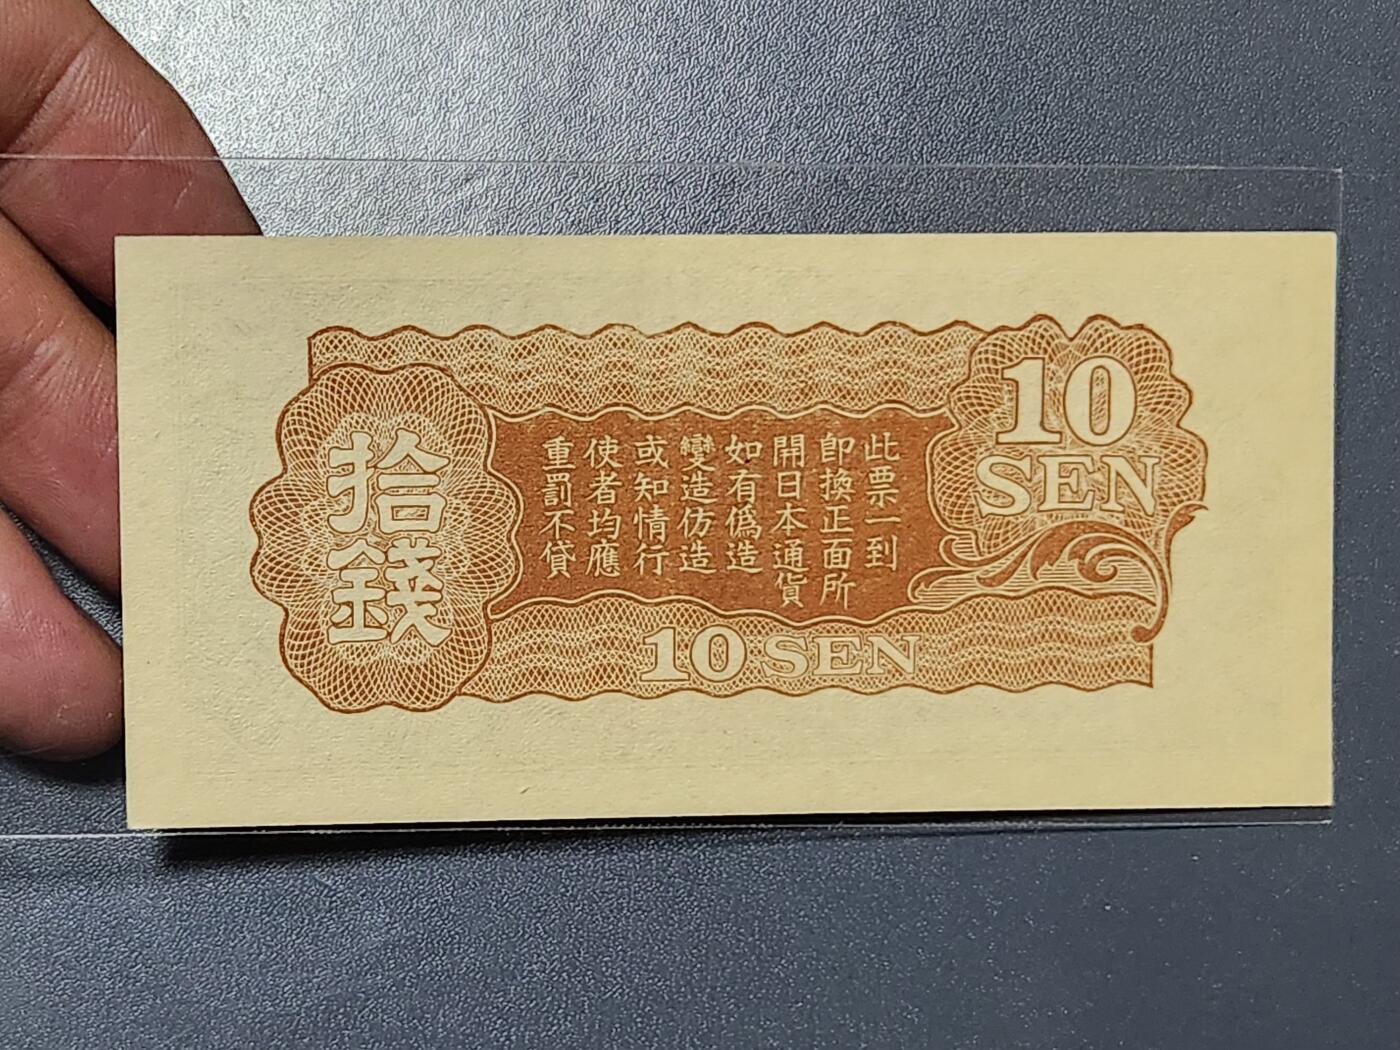 拾錢
此票一到
卽換正面所
開日本通貨
如有僞造
變造仿造
或知情行
使者均應
重罰不貸
10
SEN
10 SEN